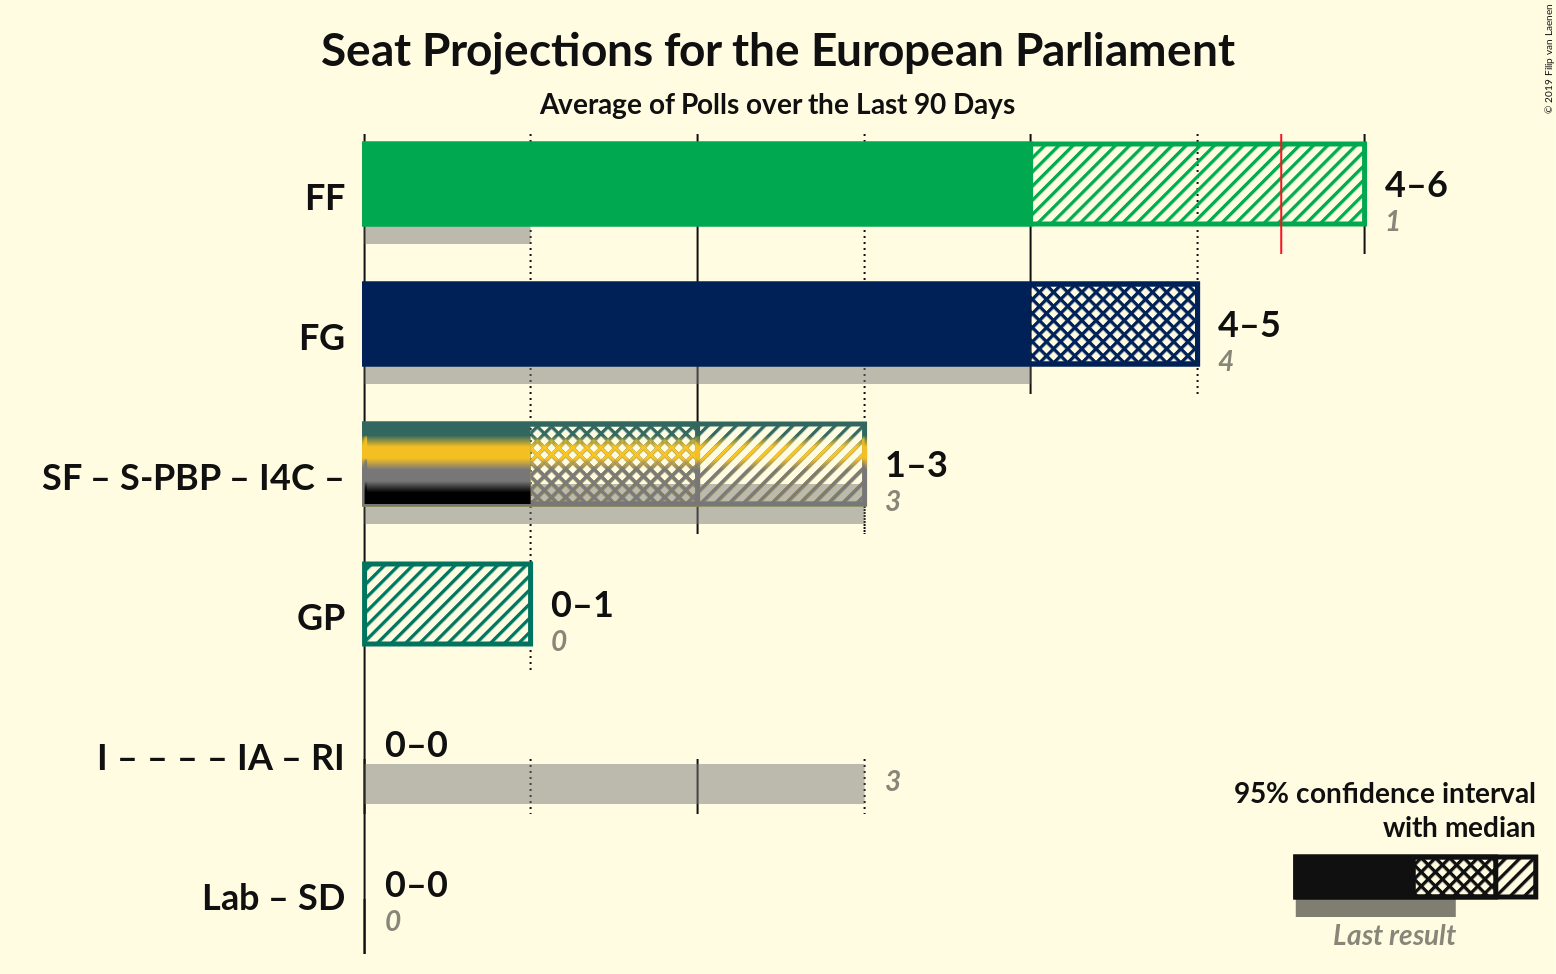 Seat Projections for the European Parliament
Average of Polls over the Last 90 Days
© 2019 Filip van Laenen
FF
4–6
1
FG
4–5
4
SF – S-PBP – I4C –
1–3
3
GP
0–1
0
I – – – – IA – RI
0–0
3
Lab – SD
0–0
0
95% confidence interval
with median
Last result